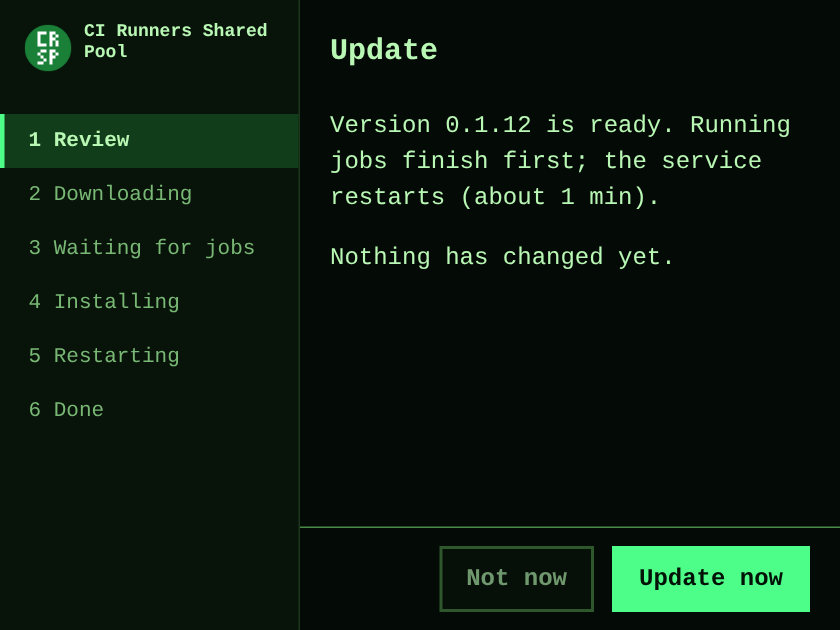 CR
SP
CI Runners Shared
Pool
1 Review
2 Downloading
3 Waiting for jobs
4 Installing
5 Restarting
6 Done
Update
Version 0.1.12 is ready. Running
jobs finish first; the service
restarts (about 1 min).
Nothing has changed yet.
Not now
Update now